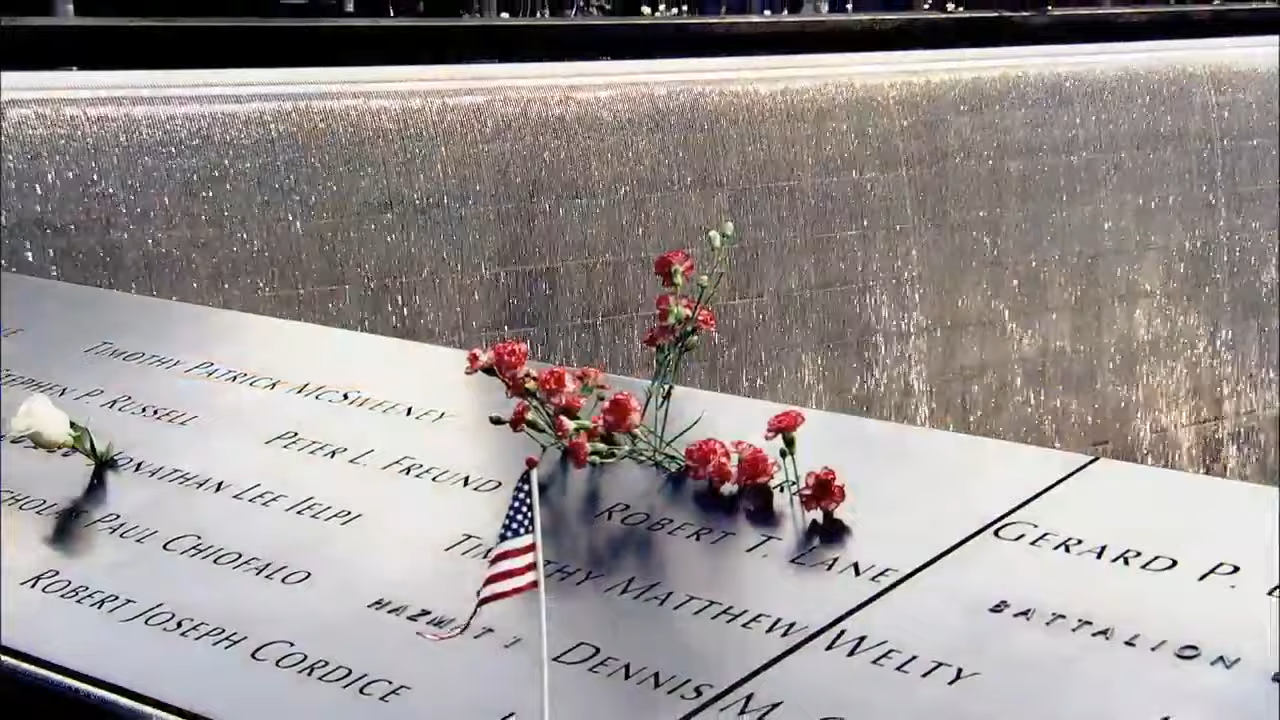 TIMOTHY PATRICK MCSWEENEY
P. RUSSELL
PETER L. FREUND
ROBERT T. LANE
GERARD P.
JONATHAN LEE IELPI
TIMOTHY MATTHEW WELTY
BATTALION
PAUL CHIOFALO
HAZMAT 1
DENNIS M.
ROBERT JOSEPH CORDICE